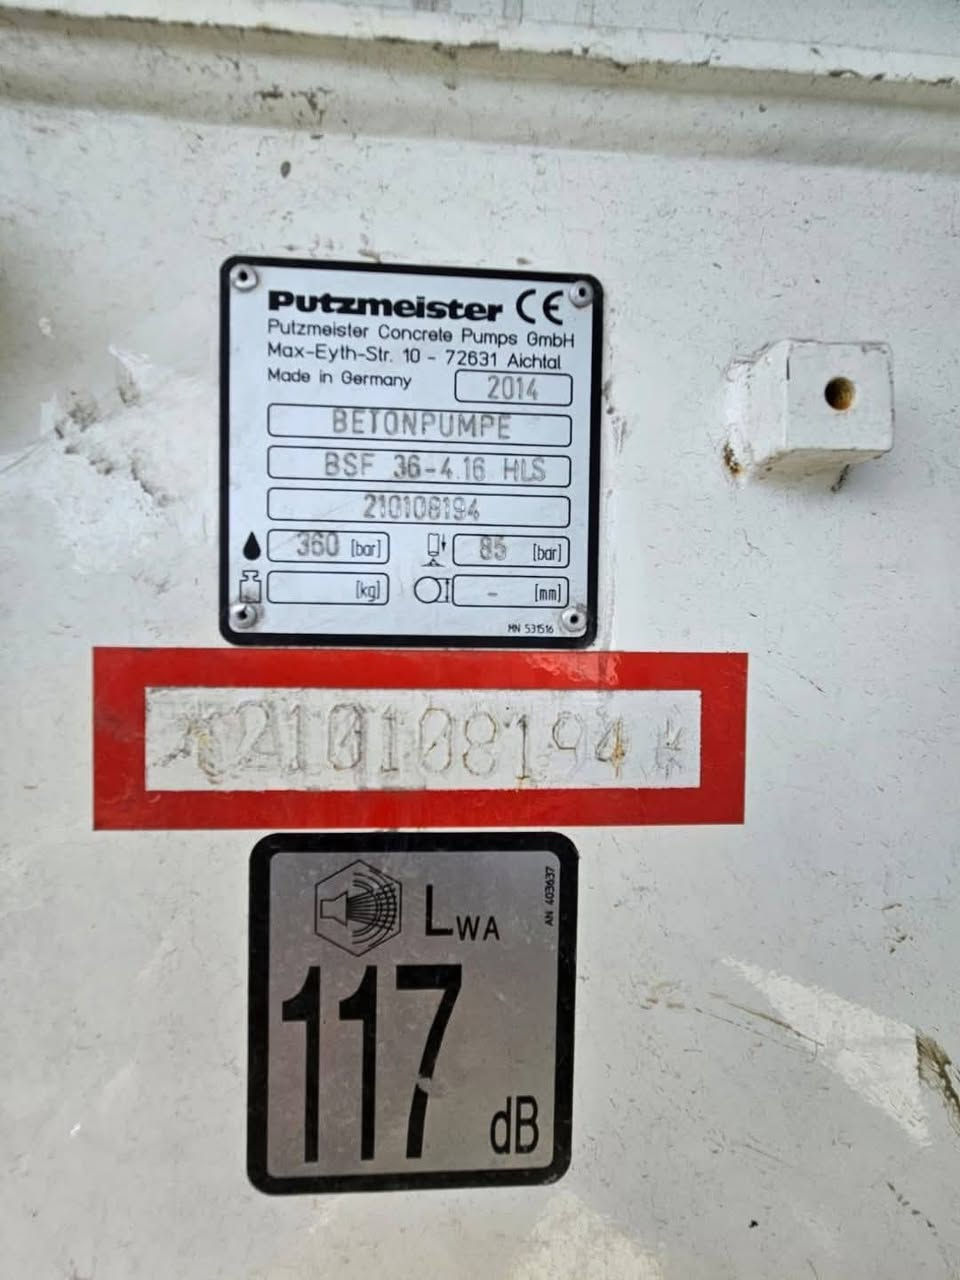 Putzmeister CE
Putzmeister Concrete Pumps GmbH
Max-Eyth-Str. 10 - 72631 Aichtal
Made in Germany
2014
BETONPUMPE
BSF 36-4.16 HLS
210108194
360 [bar] 85 [bar]
[kg] - [mm]
MN 531516
*210108194*
LWA
AN 403637
117
dB